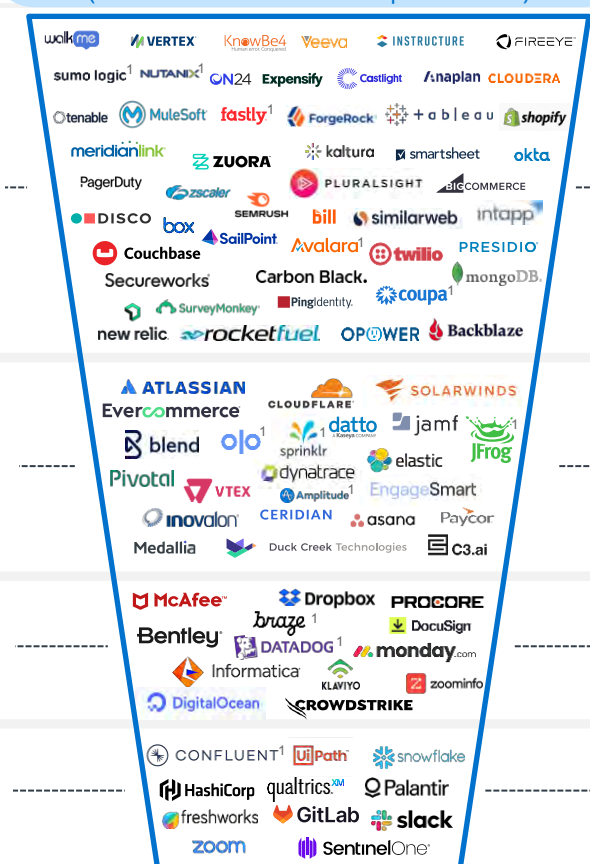 walkme VERTEX KnowBe4 Veeva INSTRUCTURE FIREEYE
Human error. Conquered.
sumo logic¹ NUTANIX¹ ON24 Expensify Castlight Anaplan CLOUDERA
tenable MuleSoft fastly¹ ForgeRock tableau shopify
meridianlink ZUORA kaltura smartsheet okta
PagerDuty zscaler SEMRUSH PLURALSIGHT BIGCOMMERCE
DISCO box bill similarweb intapp
Couchbase SailPoint Avalara¹ twilio PRESIDIO
Secureworks Carbon Black. mongoDB.
SurveyMonkey PingIdentity. coupa¹
new relic. rocketfuel. OPOWER Backblaze
ATLASSIAN CLOUDFLARE SOLARWINDS
Evercommerce
blend olo¹ sprinklr¹ datto jamf JFrog¹
a Kaseya COMPANY
Pivotal dynatrace elastic
VTEX Amplitude¹ EngageSmart
inovalon CERIDIAN asana Paycor
Medallia Duck Creek Technologies C3.ai
McAfee™ Dropbox PROCORE
Bentley braze¹ DocuSign
DATADOG¹ monday.com
Informatica KLAVIYO zoominfo
DigitalOcean CROWDSTRIKE
CONFLUENT¹ UiPath™ snowflake
HashiCorp qualtrics.XM Palantir
freshworks GitLab slack
zoom SentinelOne